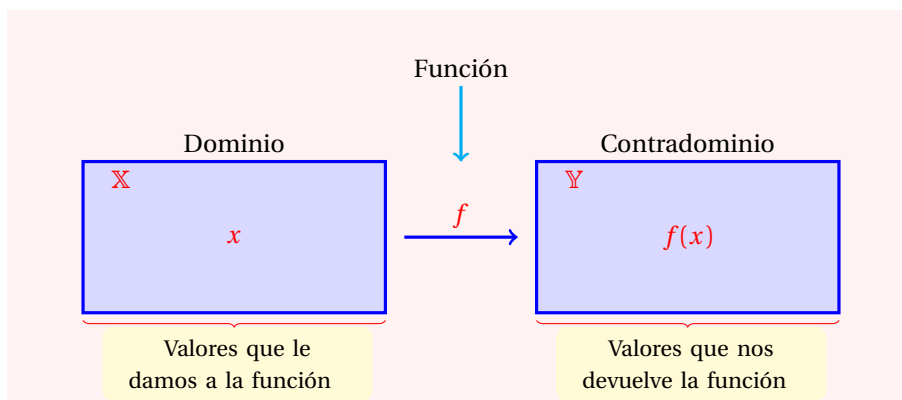 Función
Dominio
Contradominio
𝕏
𝕐
f
x
f(x)
Valores que le
damos a la función
Valores que nos
devuelve la función